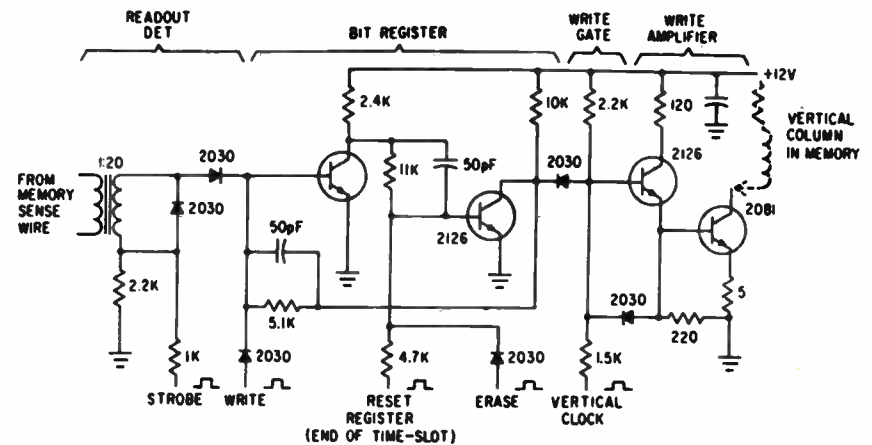 READOUT
DET
BIT REGISTER
WRITE
GATE
WRITE
AMPLIFIER
+12V
2.4K
10K
2.2K
120
VERTICAL
COLUMN
IN MEMORY
1:20
2030
11K
50pF
2030
2126
FROM
MEMORY
SENSE
WIRE
2030
50pF
2126
2081
2.2K
5.1K
2030
220
5
1K
2030
4.7K
2030
1.5K
STROBE
WRITE
RESET
REGISTER
(END OF TIME-SLOT)
ERASE
VERTICAL
CLOCK